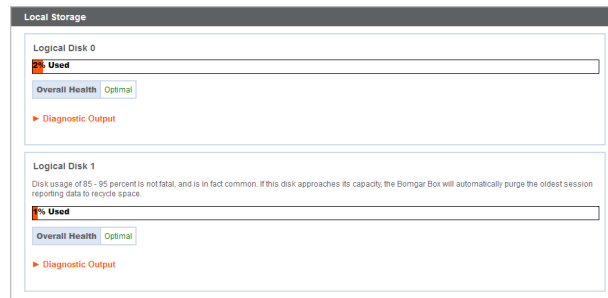 Local Storage
Logical Disk 0
2% Used
Overall Health Optimal
► Diagnostic Output
Logical Disk 1
Disk usage of 85 - 95 percent is not fatal, and is in fact common. If this disk approaches its capacity, the Bomgar Box will automatically purge the oldest session
reporting data to recycle space.
1% Used
Overall Health Optimal
► Diagnostic Output